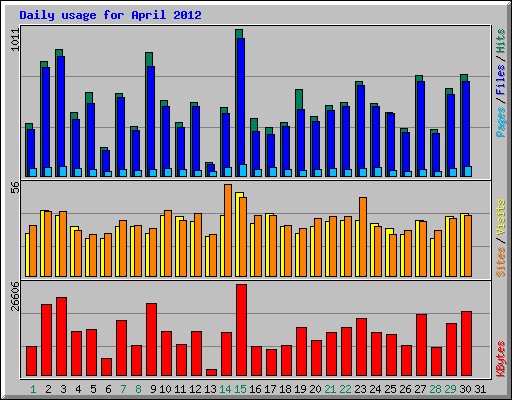 Daily usage for April 2012
1011
Pages/Files/Hits
56
Sites/Visits
26606
KBytes
1 2 3 4 5 6 7 8 9 10 11 12 13 14 15 16 17 18 19 20 21 22 23 24 25 26 27 28 29 30 31